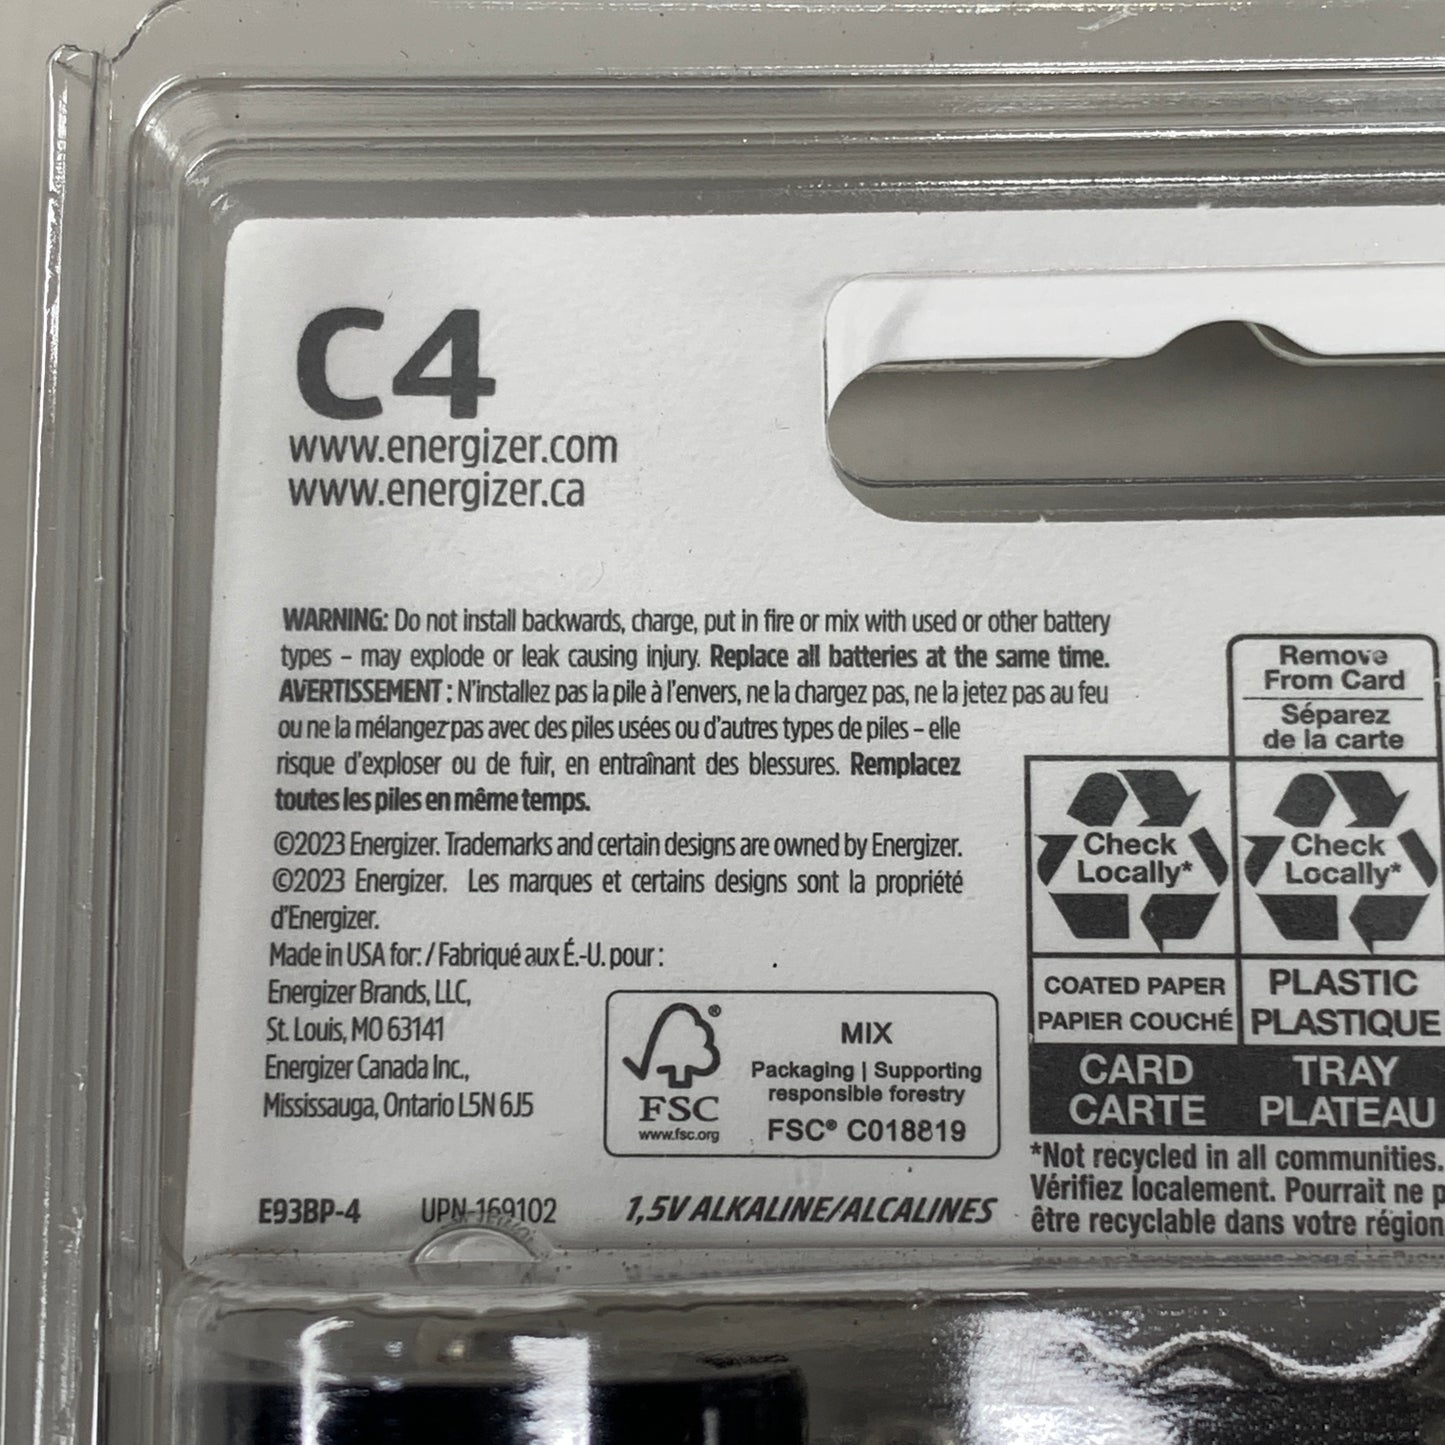 C4
www.energizer.com
www.energizer.ca
WARNING: Do not install backwards, charge, put in fire or mix with used or other battery
types – may explode or leak causing injury. Replace all batteries at the same time.
AVERTISSEMENT : N'installez pas la pile à l'envers, ne la chargez pas, ne la jetez pas au feu
ou ne la mélangez pas avec des piles usées ou d'autres types de piles – elle
risque d'exploser ou de fuir, en entraînant des blessures. Remplacez
toutes les piles en même temps.
©2023 Energizer. Trademarks and certain designs are owned by Energizer.
©2023 Energizer. Les marques et certains designs sont la propriété
d'Energizer.
Made in USA for: / Fabriqué aux É.-U. pour :
Energizer Brands, LLC,
St. Louis, MO 63141
Energizer Canada Inc.,
Mississauga, Ontario L5N 6J5
FSC
www.fsc.org
MIX
Packaging | Supporting
responsible forestry
FSC® C018819
E93BP-4 UPN-169102 1,5V ALKALINE/ALCALINES
Remove
From Card
Séparez
de la carte
Check
Locally*
COATED PAPER
PAPIER COUCHÉ
CARD
CARTE
Check
Locally*
PLASTIC
PLASTIQUE
TRAY
PLATEAU
*Not recycled in all communities.
Vérifiez localement. Pourrait ne p
être recyclable dans votre région